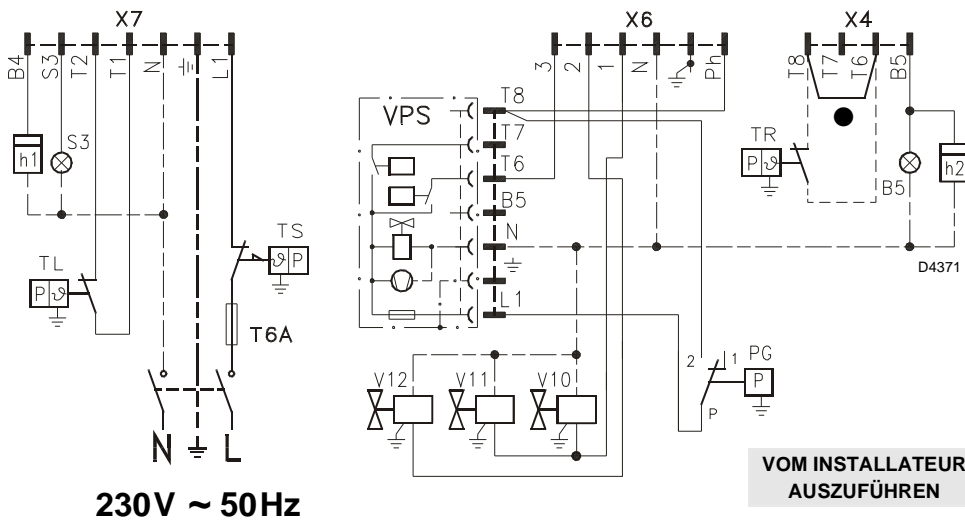 X7
X6
X4
B4
S3
T2
T1
N
L1
3
2
1
N
Ph
T8
T7
T6
B5
VPS
T8
T7
T6
B5
N
L1
h1
S3
TL
P ϑ
TS
ϑ P
T6A
TR
P ϑ
B5
h2
D4371
V12
V11
V10
2
1
PG
P
P
N
L
230V ~ 50Hz
VOM INSTALLATEUR
AUSZUFÜHREN